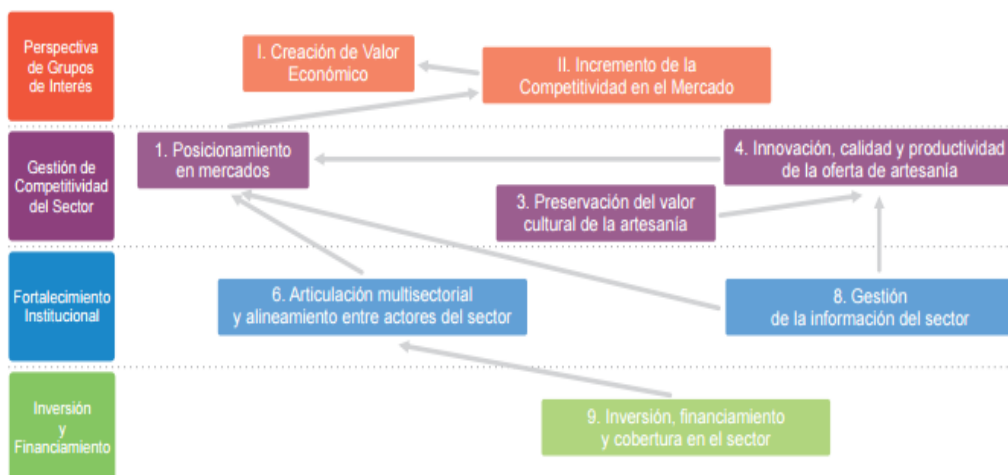 Perspectiva
de Grupos
de Interés
I. Creación de Valor
Económico
II. Incremento de la
Competitividad en el Mercado
Gestión de
Competitividad
del Sector
1. Posicionamiento
en mercados
4. Innovación, calidad y productividad
de la oferta de artesanía
3. Preservación del valor
cultural de la artesanía
Fortalecimiento
Institucional
6. Articulación multisectorial
y alineamiento entre actores del sector
8. Gestión
de la información del sector
Inversión
y
Financiamiento
9. Inversión, financiamiento
y cobertura en el sector